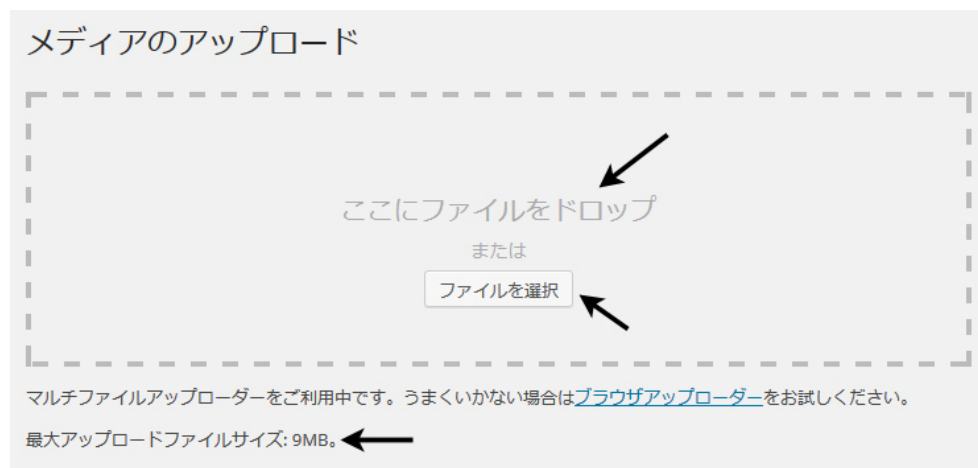 メディアのアップロード
ここにファイルをドロップ
または
ファイルを選択
マルチファイルアップローダーをご利用中です。うまくいかない場合はブラウザアップローダーをお試しください。
最大アップロードファイルサイズ: 9MB。